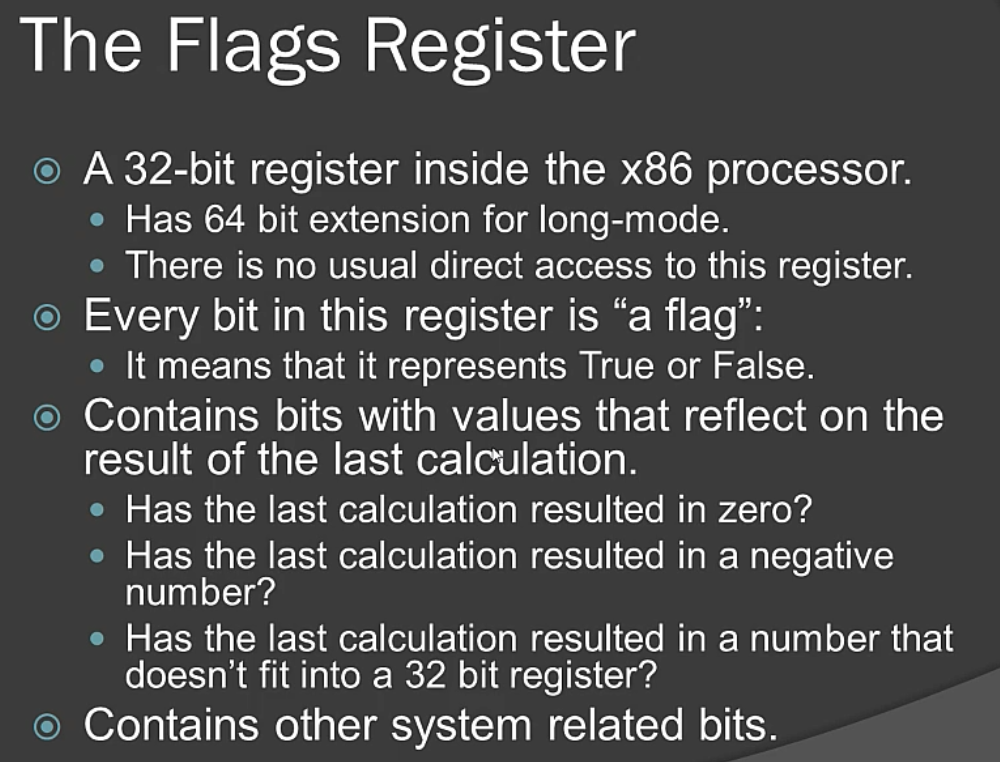 The Flags Register
A 32-bit register inside the x86 processor.
Has 64 bit extension for long-mode.
There is no usual direct access to this register.
Every bit in this register is “a flag”:
It means that it represents True or False.
Contains bits with values that reflect on the
result of the last calculation.
Has the last calculation resulted in zero?
Has the last calculation resulted in a negative
number?
Has the last calculation resulted in a number that
doesn’t fit into a 32 bit register?
Contains other system related bits.